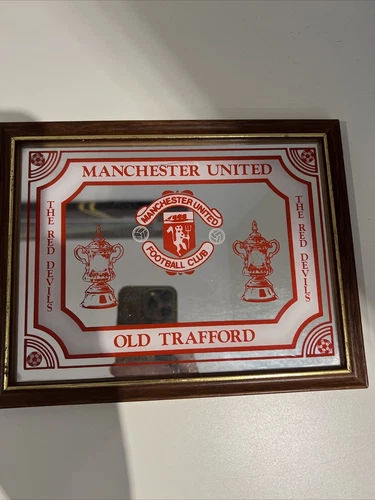 MANCHESTER UNITED
THE RED DEVILS
MANCHESTER UNITED
FOOTBALL CLUB
THE RED DEVILS
OLD TRAFFORD